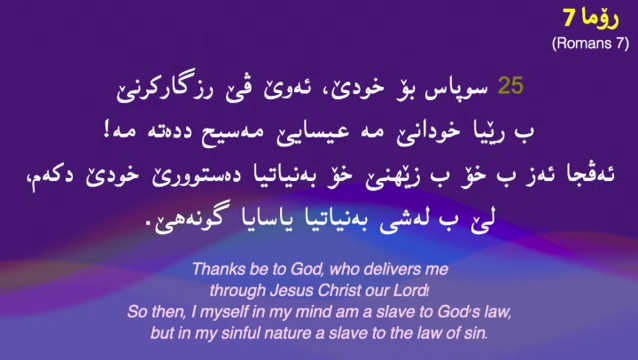 رۆما 7
(Romans 7)
25 سوپاس بۆ خودێ، ئەوێ ڤێ رزگارکرنێ
ب رێیا خودانێ مە عیسایێ مەسیح ددەتە مە!
ئەڤجا ئەز ب خۆ ب زێهنێ خۆ بەنیاتیا دەستوورێ خودێ دکەم،
لێ ب لەشی بەنیاتیا یاسایا گونەهێ.
Thanks be to God, who delivers me
through Jesus Christ our Lord!
So then, I myself in my mind am a slave to God's law,
but in my sinful nature a slave to the law of sin.